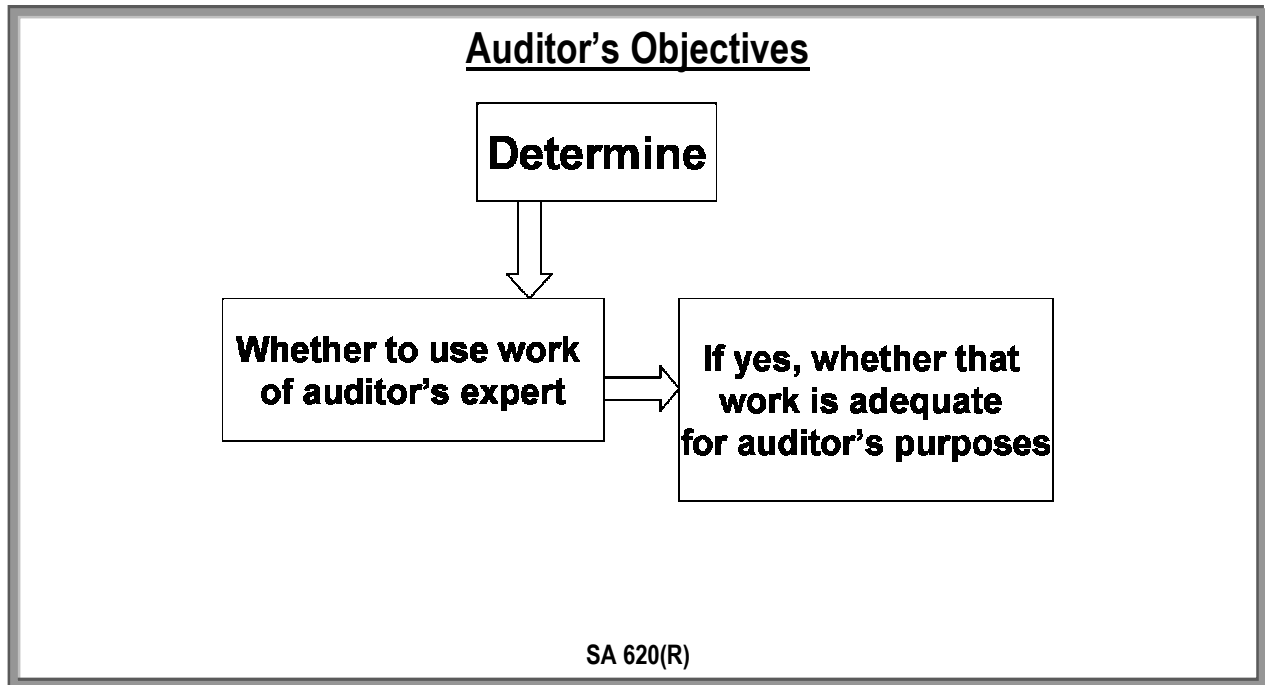 Auditor’s Objectives
Determine
Whether to use work
of auditor’s expert
If yes, whether that
work is adequate
for auditor’s purposes
SA 620(R)